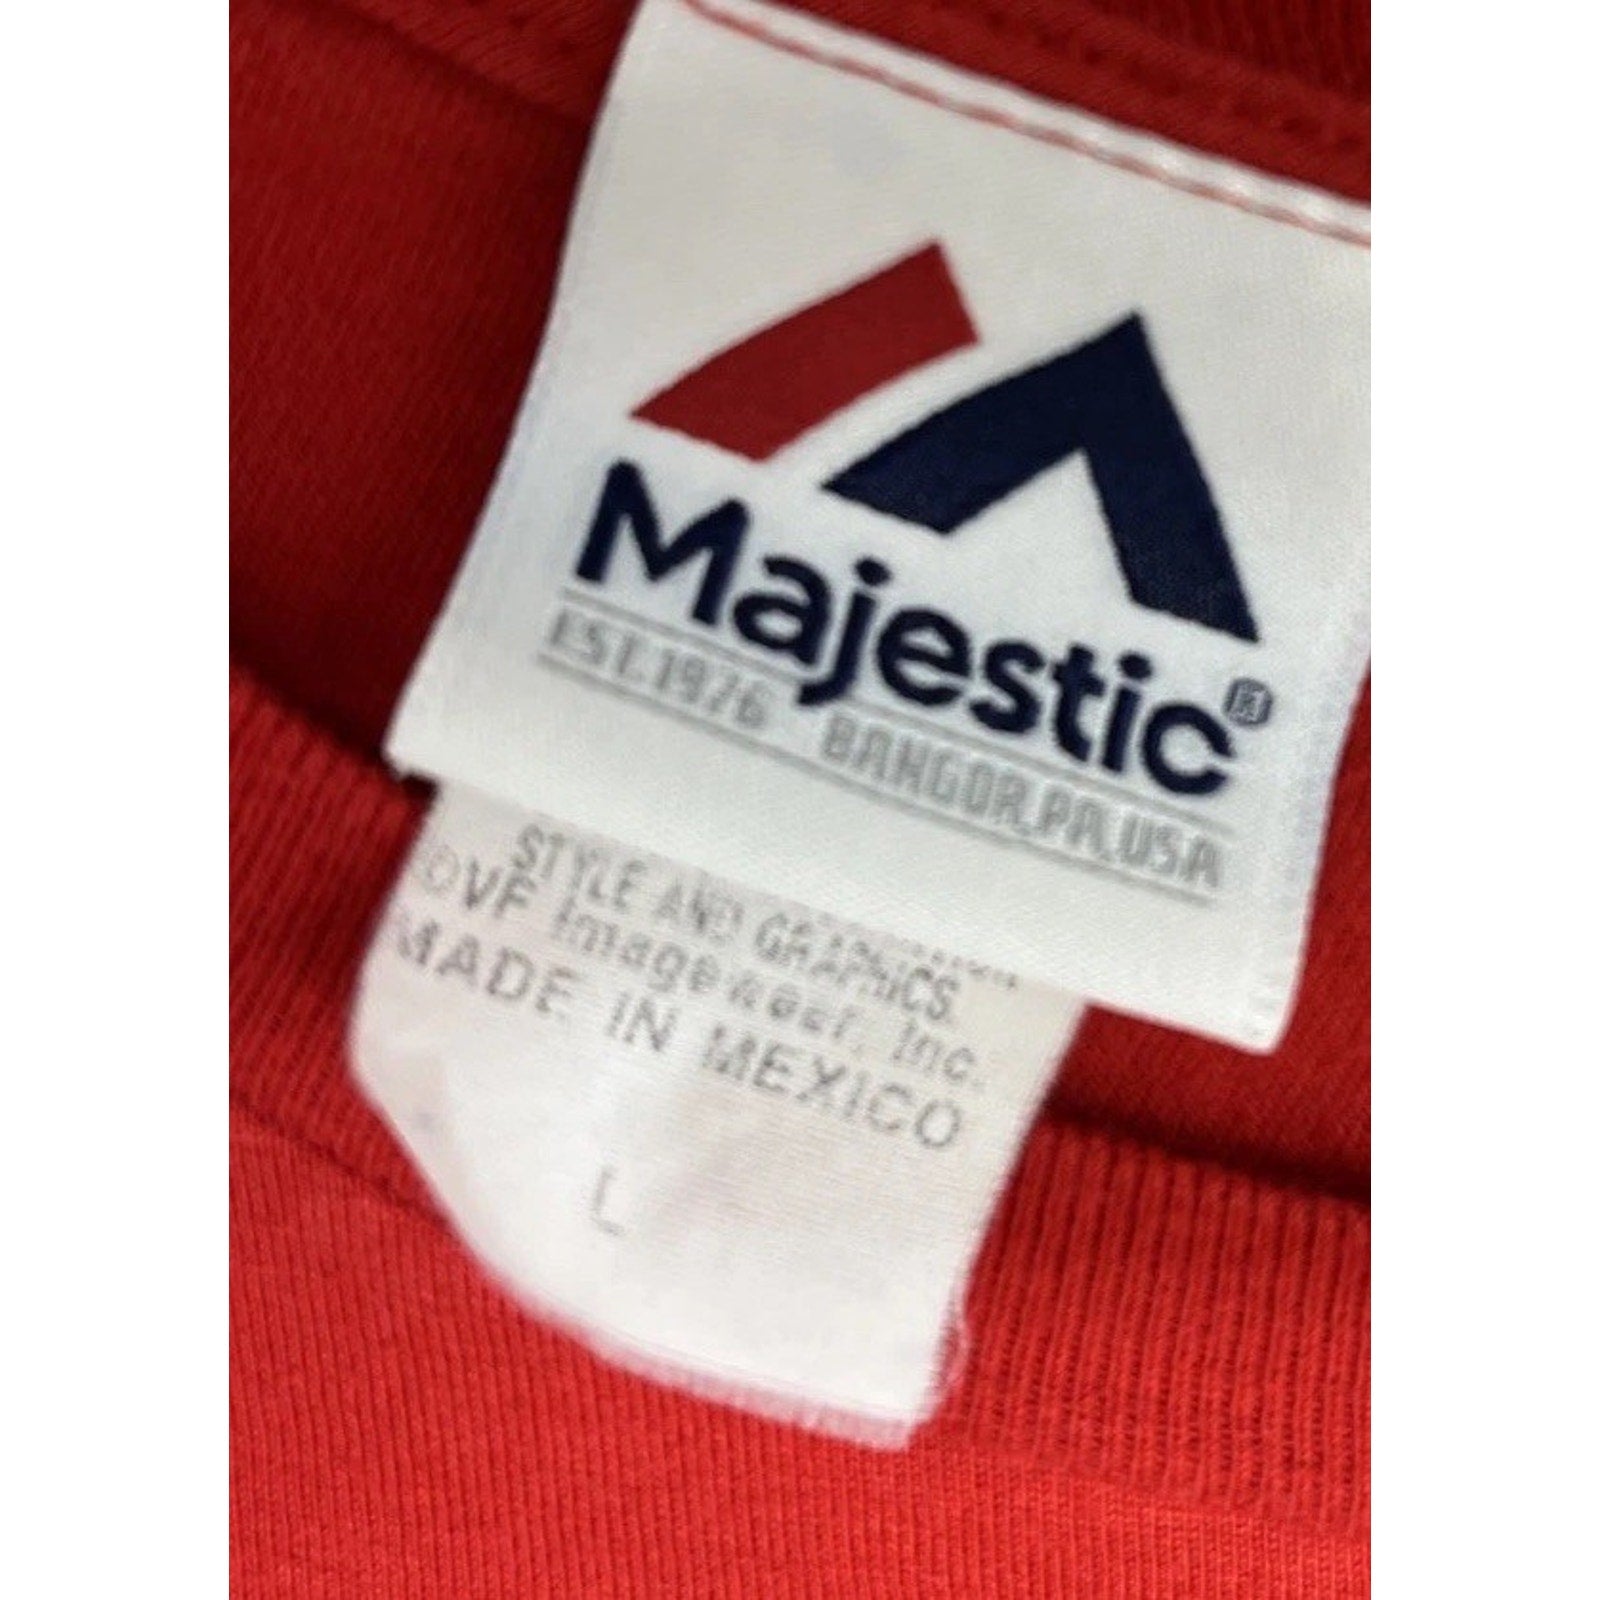 Majestic®
EST. 1976 BANGOR, PA, USA
STYLE AND GRAPHICS.
©VF Imagewear, Inc.
MADE IN MEXICO
L